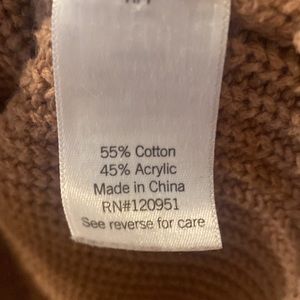 55% Cotton
45% Acrylic
Made in China
RN#120951
See reverse for care